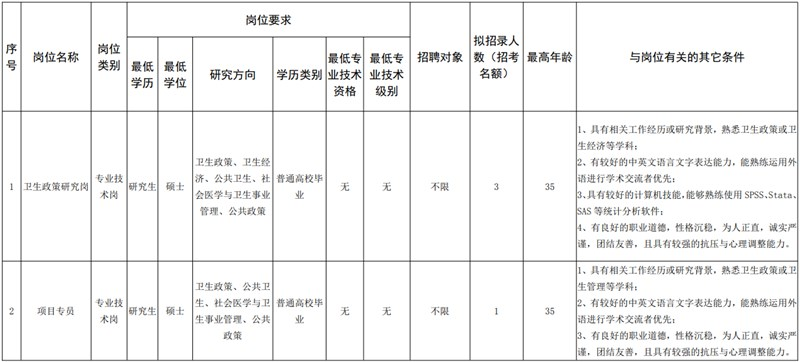 序号
岗位名称
岗位类别
岗位要求
最低学历
最低学位
研究方向
学历类别
最低专业技术资格
最低专业技术级别
招聘对象
拟招录人数（招考名额）
最高年龄
与岗位有关的其它条件
1
卫生政策研究岗
专业技术岗
研究生
硕士
卫生政策、卫生经
济、公共卫生、社
会医学与卫生事业
管理、公共政策
普通高校毕业
无
无
不限
3
35
1、具有相关工作经历或研究背景，熟悉卫生政策或卫
生经济等学科；
2、有较好的中英文语言文字表达能力，能熟练运用外
语进行学术交流者优先；
3、具有较好的计算机技能，能够熟练使用 SPSS、Stata、
SAS 等统计分析软件；
4、有良好的职业道德，性格沉稳，为人正直，诚实严
谨，团结友善，且具有较强的抗压与心理调整能力。
2
项目专员
专业技术岗
研究生
硕士
卫生政策、公共卫
生、社会医学与卫
生事业管理、公共
政策
普通高校毕业
无
无
不限
1
35
1、具有相关工作经历或研究背景，熟悉卫生政策或卫
生管理等学科；
2、有较好的中英文语言文字表达能力，能熟练运用外
语进行学术交流者优先；
3、有良好的职业道德，性格沉稳，为人正直，诚实严
谨，团结友善，且具有较强的抗压与心理调整能力。